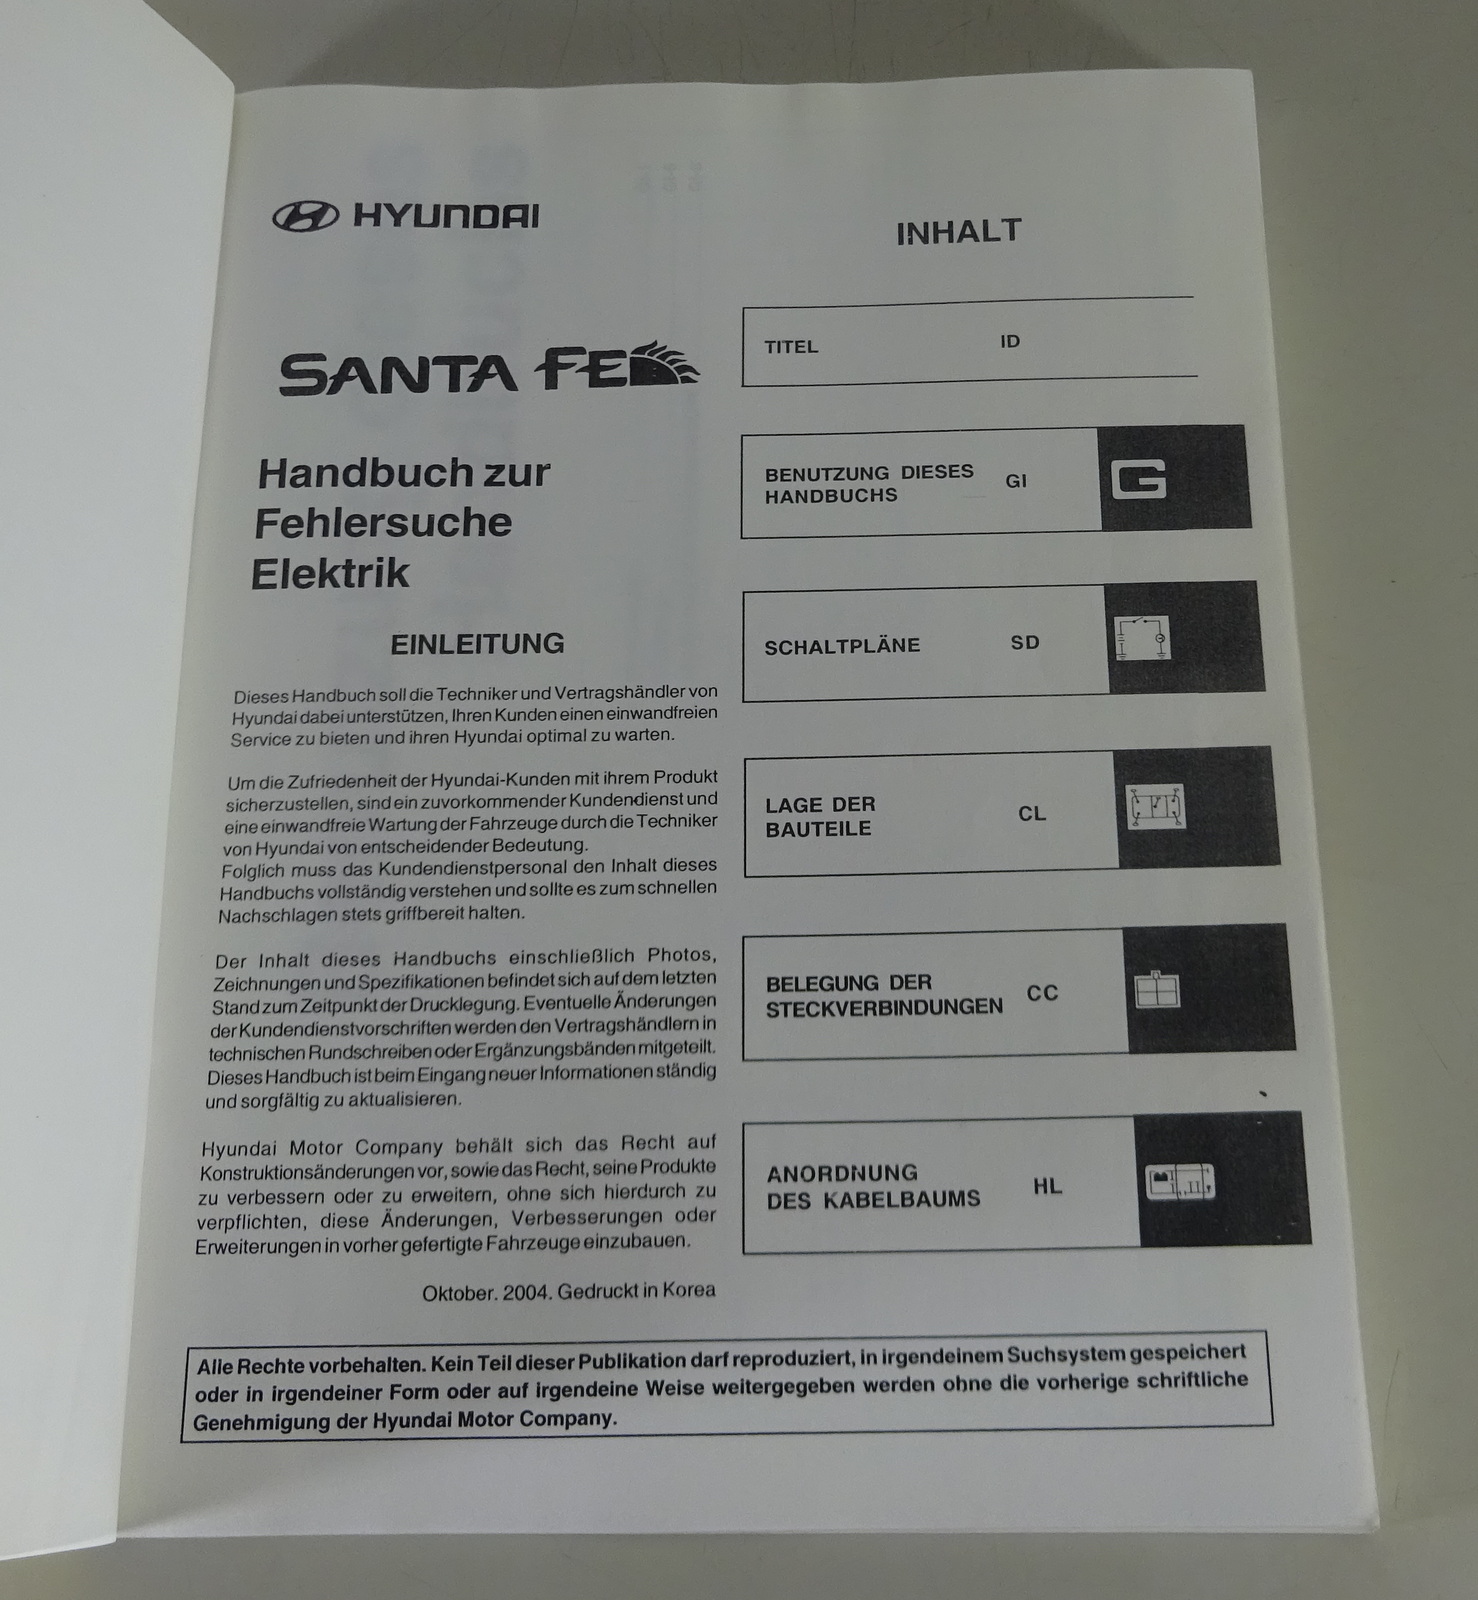 HYUNDAI
SANTA FE
Handbuch zur
Fehlersuche
Elektrik
EINLEITUNG
Dieses Handbuch soll die Techniker und Vertragshändler von
Hyundai dabei unterstützen, Ihren Kunden einen einwandfreien
Service zu bieten und ihren Hyundai optimal zu warten.
Um die Zufriedenheit der Hyundai-Kunden mit ihrem Produkt
sicherzustellen, sind ein zuvorkommender Kundendienst und
eine einwandfreie Wartung der Fahrzeuge durch die Techniker
von Hyundai von entscheidender Bedeutung.
Folglich muss das Kundendienstpersonal den Inhalt dieses
Handbuchs vollständig verstehen und sollte es zum schnellen
Nachschlagen stets griffbereit halten.
Der Inhalt dieses Handbuchs einschließlich Photos,
Zeichnungen und Spezifikationen befindet sich auf dem letzten
Stand zum Zeitpunkt der Drucklegung. Eventuelle Änderungen
der Kundendienstvorschriften werden den Vertragshändlern in
technischen Rundschreiben oder Ergänzungsbänden mitgeteilt.
Dieses Handbuch ist beim Eingang neuer Informationen ständig
und sorgfältig zu aktualisieren.
Hyundai Motor Company behält sich das Recht auf
Konstruktionsänderungen vor, sowie das Recht, seine Produkte
zu verbessern oder zu erweitern, ohne sich hierdurch zu
verpflichten, diese Änderungen, Verbesserungen oder
Erweiterungen in vorher gefertigte Fahrzeuge einzubauen.
Oktober. 2004. Gedruckt in Korea
INHALT
TITEL ID
BENUTZUNG DIESES
HANDBUCHS GI
G
SCHALTPLÄNE SD
LAGE DER
BAUTEILE CL
BELEGUNG DER
STECKVERBINDUNGEN CC
ANORDNUNG
DES KABELBAUMS HL
Alle Rechte vorbehalten. Kein Teil dieser Publikation darf reproduziert, in irgendeinem Suchsystem gespeichert
oder in irgendeiner Form oder auf irgendeine Weise weitergegeben werden ohne die vorherige schriftliche
Genehmigung der Hyundai Motor Company.